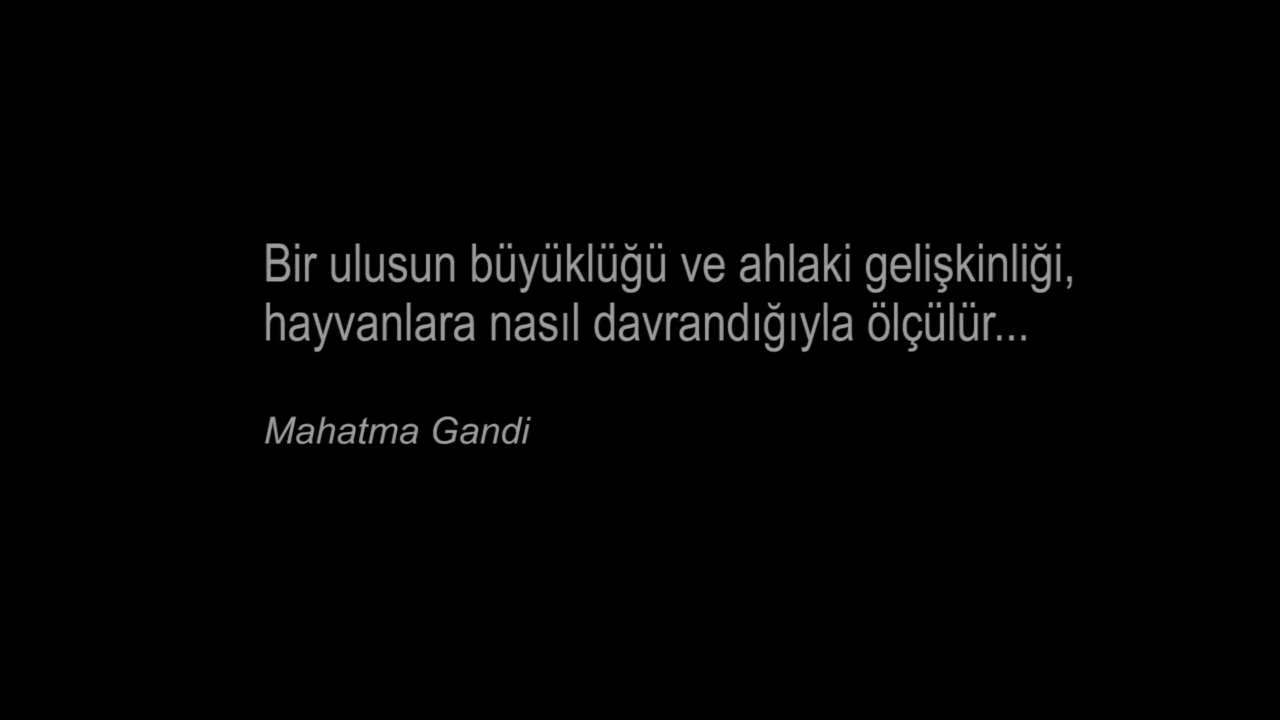 Bir ulusun büyüklüğü ve ahlaki gelişkinliği,
hayvanlara nasıl davrandığıyla ölçülür...
Mahatma Gandi